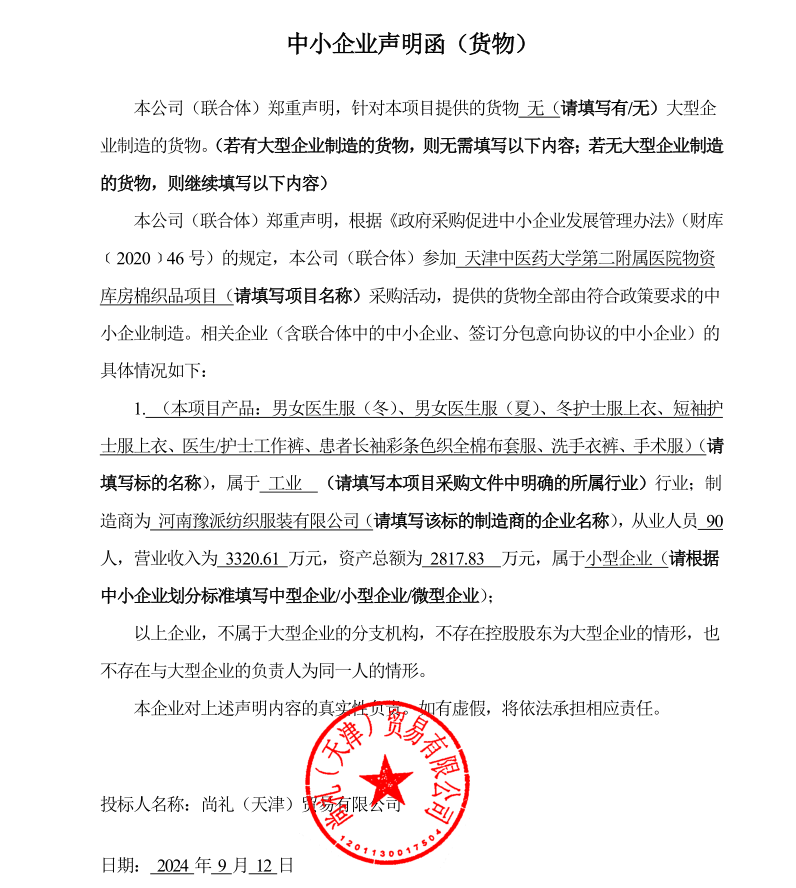 中小企业声明函（货物）
本公司（联合体）郑重声明，针对本项目提供的货物 无（请填写有/无）大型企
业制造的货物。（若有大型企业制造的货物，则无需填写以下内容；若无大型企业制造
的货物，则继续填写以下内容）
本公司（联合体）郑重声明，根据《政府采购促进中小企业发展管理办法》（财库
﹝2020﹞46 号）的规定，本公司（联合体）参加 天津中医药大学第二附属医院物资
库房棉织品项目（请填写项目名称）采购活动，提供的货物全部由符合政策要求的中
小企业制造。相关企业（含联合体中的中小企业、签订分包意向协议的中小企业）的
具体情况如下：
1. （本项目产品：男女医生服（冬）、男女医生服（夏）、冬护士服上衣、短袖护
士服上衣、医生/护士工作裤、患者长袖彩条色织全棉布套服、洗手衣裤、手术服）（请
填写标的名称），属于 工业 （请填写本项目采购文件中明确的所属行业）行业；制
造商为 河南豫派纺织服装有限公司（请填写该标的制造商的企业名称），从业人员 90
人，营业收入为 3320.61 万元，资产总额为 2817.83 万元，属于小型企业（请根据
中小企业划分标准填写中型企业/小型企业/微型企业）；
以上企业，不属于大型企业的分支机构，不存在控股股东为大型企业的情形，也
不存在与大型企业的负责人为同一人的情形。
本企业对上述声明内容的真实性负责。如有虚假，将依法承担相应责任。
尚礼（天津）贸易有限公司
1201130017504
投标人名称：尚礼（天津）贸易有限公司
日期： 2024 年 9 月 12 日